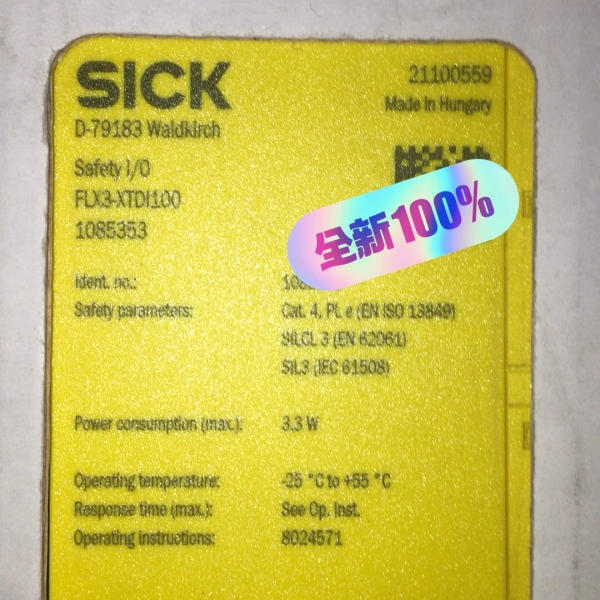 SICK
21100559
Made in Hungary
D-79183 Waldkirch
Safety I/O
FLX3-XTDI100
1085353
全新100%
Ident. no.:
Safety parameters: Cat. 4, PL e (EN ISO 13849)
SILCL 3 (EN 62061)
SIL3 (IEC 61508)
Power consumption (max.): 3.3 W
Operating temperature: -25 °C to +55 °C
Response time (max.): See Op. Inst.
Operating instructions: 8024571